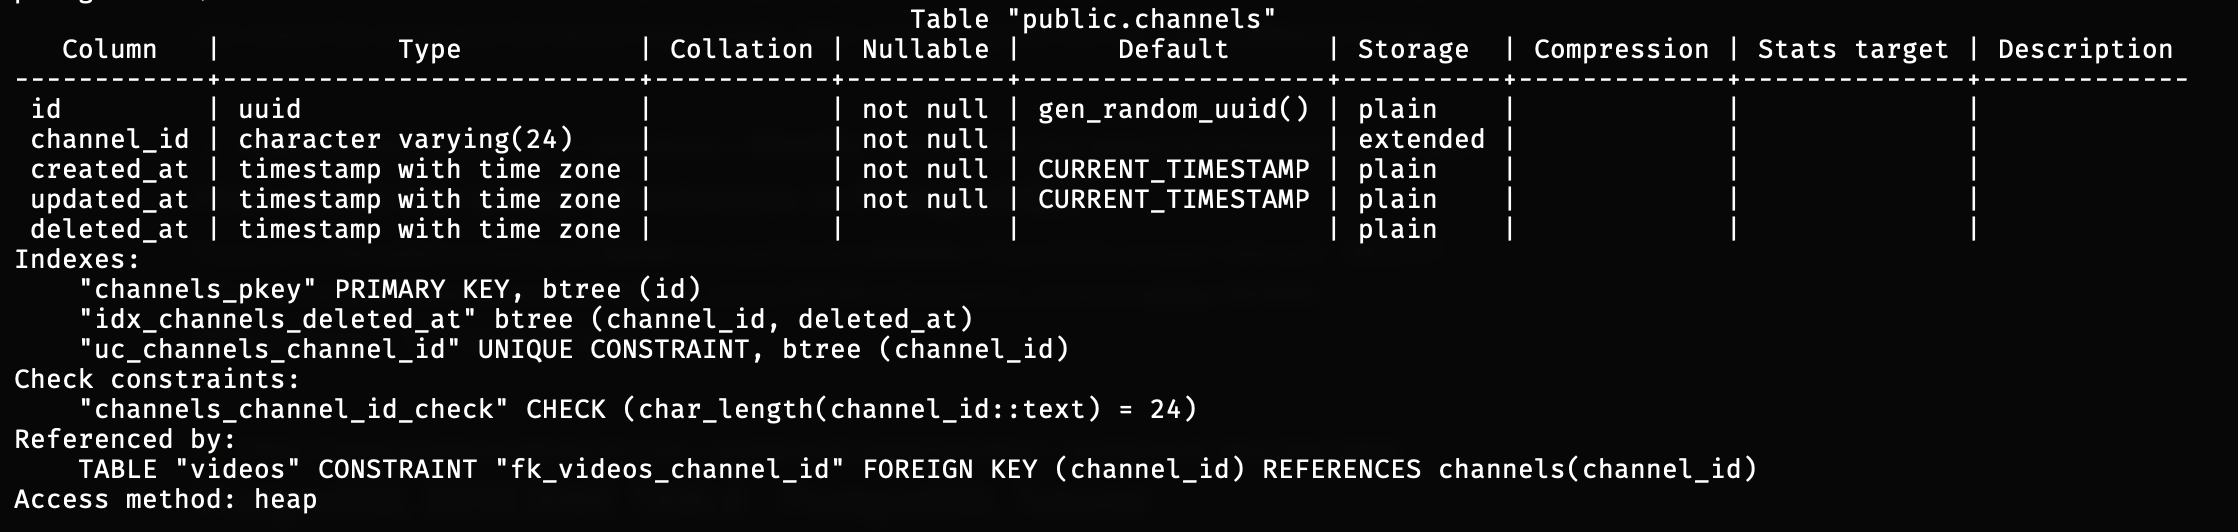 Table "public.channels"
Column | Type | Collation | Nullable | Default | Storage | Compression | Stats target | Description
------------+--------------------------+-----------+----------+-------------------+----------+-------------+--------------+-------------
id | uuid | | not null | gen_random_uuid() | plain | | |
channel_id | character varying(24) | | not null | | extended | | |
created_at | timestamp with time zone | | not null | CURRENT_TIMESTAMP | plain | | |
updated_at | timestamp with time zone | | not null | CURRENT_TIMESTAMP | plain | | |
deleted_at | timestamp with time zone | | | | plain | | |
Indexes:
"channels_pkey" PRIMARY KEY, btree (id)
"idx_channels_deleted_at" btree (channel_id, deleted_at)
"uc_channels_channel_id" UNIQUE CONSTRAINT, btree (channel_id)
Check constraints:
"channels_channel_id_check" CHECK (char_length(channel_id::text) = 24)
Referenced by:
TABLE "videos" CONSTRAINT "fk_videos_channel_id" FOREIGN KEY (channel_id) REFERENCES channels(channel_id)
Access method: heap